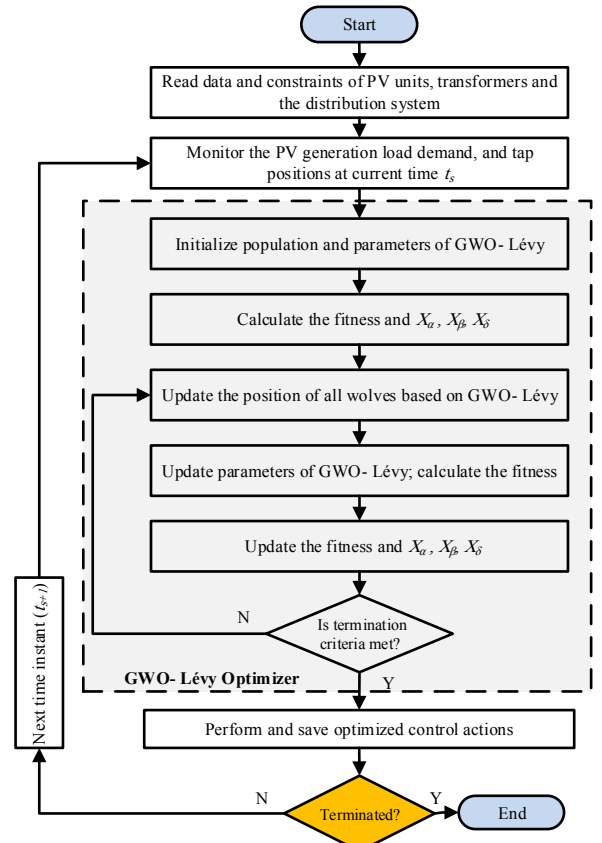 Start
Read data and constraints of PV units, transformers and
the distribution system
Monitor the PV generation load demand, and tap
positions at current time tₛ
Initialize population and parameters of GWO- Lévy
Calculate the fitness and X_α , X_β, X_δ
Update the position of all wolves based on GWO- Lévy
Update parameters of GWO- Lévy; calculate the fitness
Update the fitness and X_α , X_β, X_δ
N
Is termination
criteria met?
GWO- Lévy Optimizer
Y
Next time instant (tₛ₊₁)
Perform and save optimized control actions
N
Terminated?
Y
End